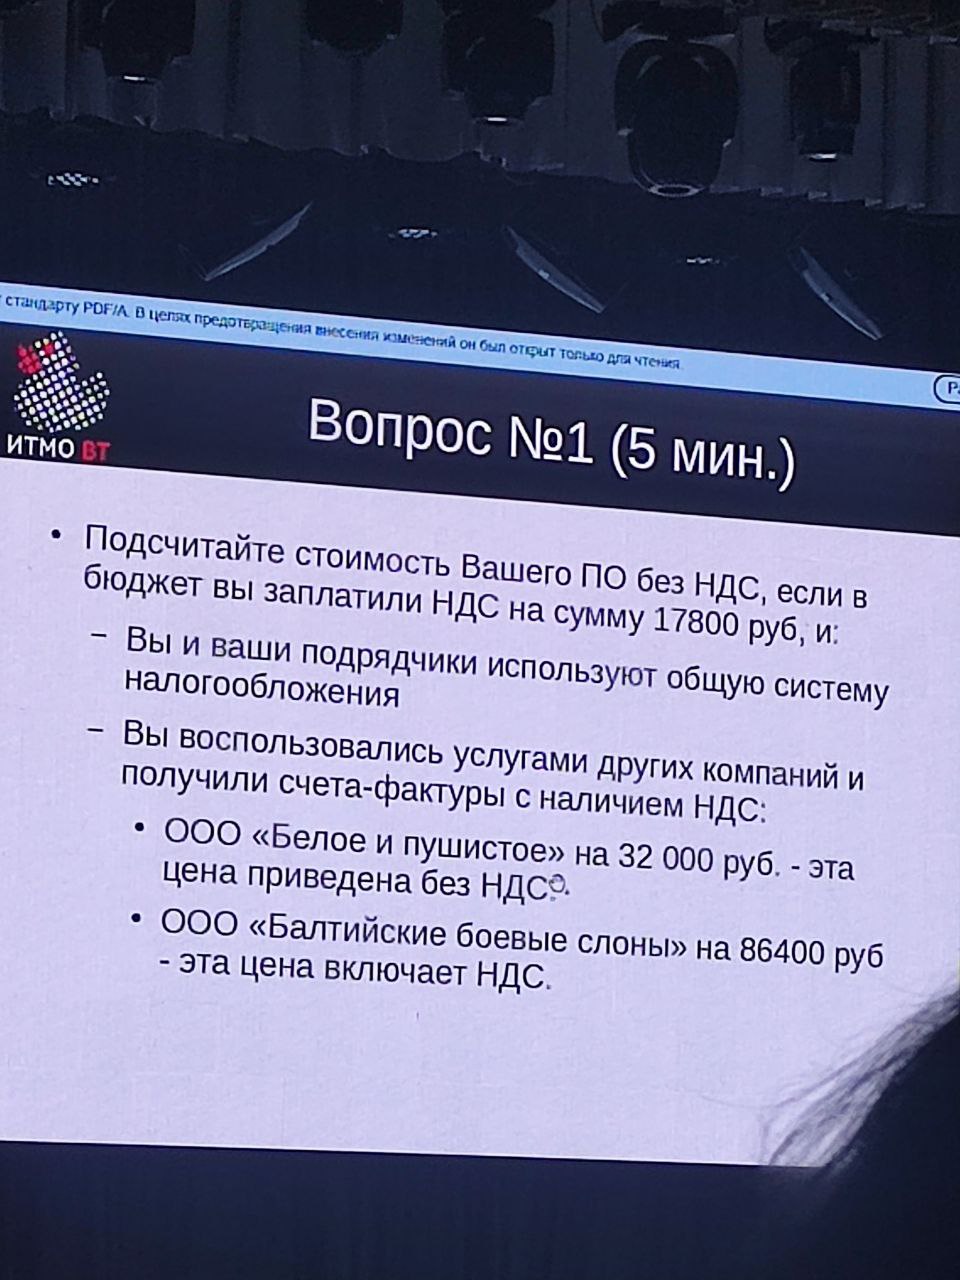 стандарту PDF/A. В целях предотвращения внесения изменений он был открыт только для чтения.
ИТМО ВТ
Вопрос №1 (5 мин.)
• Подсчитайте стоимость Вашего ПО без НДС, если в
бюджет вы заплатили НДС на сумму 17800 руб, и:
– Вы и ваши подрядчики используют общую систему
налогообложения
– Вы воспользовались услугами других компаний и
получили счета-фактуры с наличием НДС:
• ООО «Белое и пушистое» на 32 000 руб. - эта
цена приведена без НДС.
• ООО «Балтийские боевые слоны» на 86400 руб
- эта цена включает НДС.